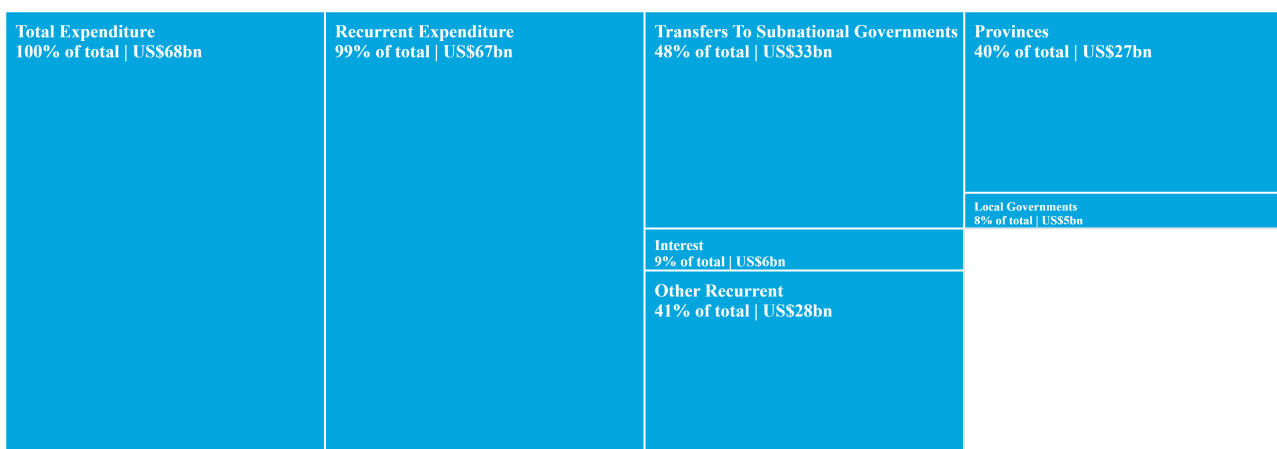 Total Expenditure
100% of total | US$68bn
Recurrent Expenditure
99% of total | US$67bn
Transfers To Subnational Governments
48% of total | US$33bn
Provinces
40% of total | US$27bn
Local Governments
8% of total | US$5bn
Interest
9% of total | US$6bn
Other Recurrent
41% of total | US$28bn